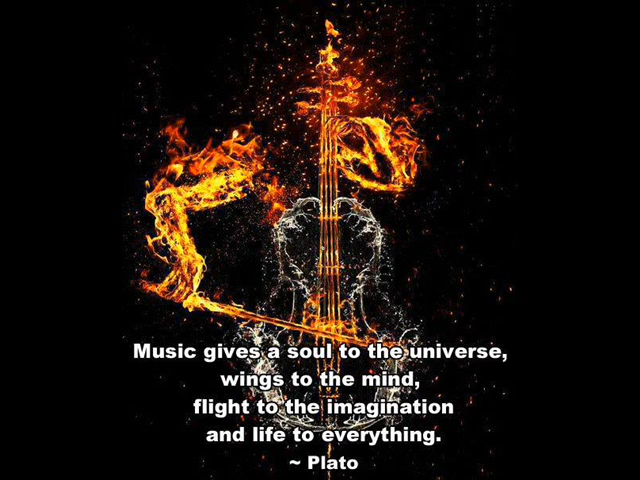 Music gives a soul to the universe,
wings to the mind,
flight to the imagination
and life to everything.
~ Plato